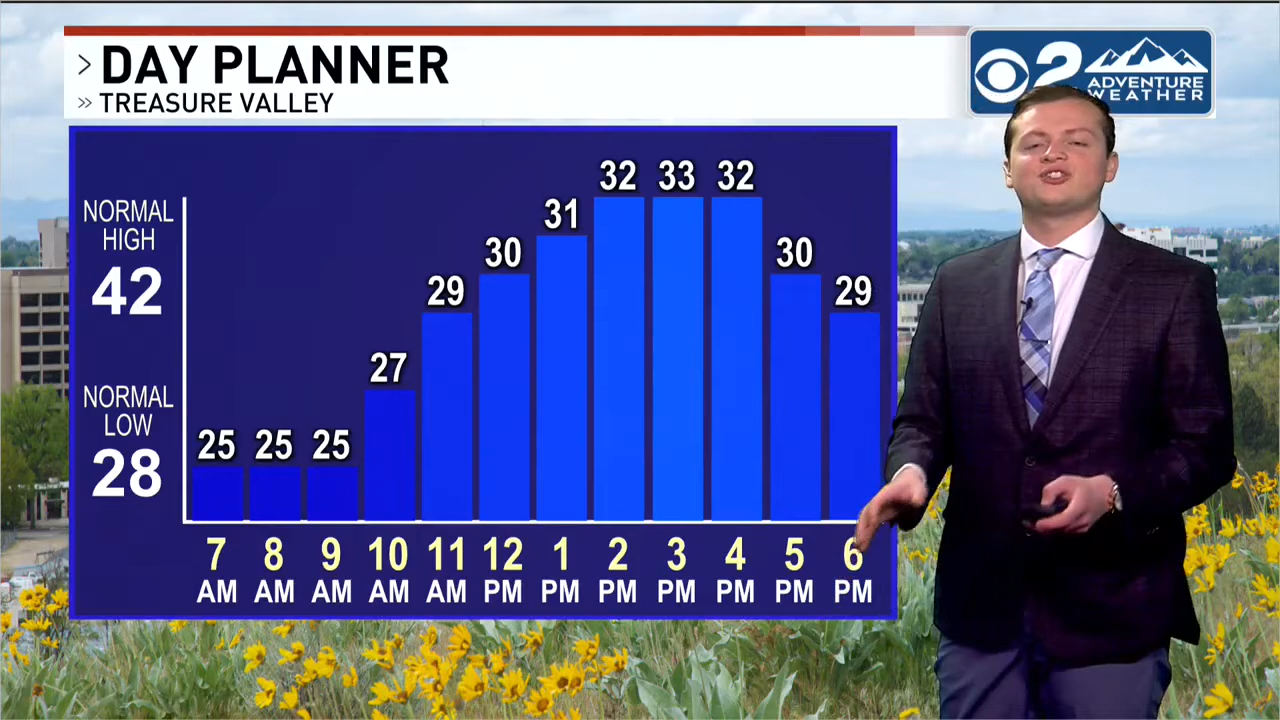 > DAY PLANNER
» TREASURE VALLEY
2 ADVENTURE
WEATHER
NORMAL
HIGH
42
NORMAL
LOW
28
25 25 25 27 29 30 31 32 33 32 30 29
7 8 9 10 11 12 1 2 3 4 5 6
AM AM AM AM AM PM PM PM PM PM PM PM